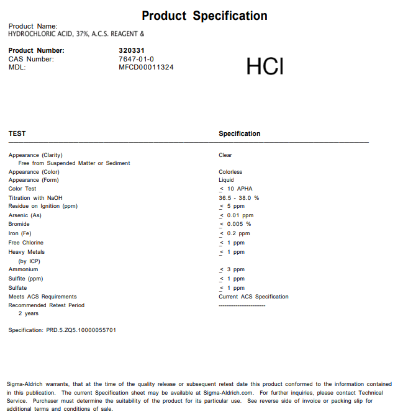 Product Specification
Product Name:
HYDROCHLORIC ACID, 37%, A.C.S. REAGENT &
Product Number: 320331
CAS Number: 7647-01-0
MDL: MFCD00011324
HCl
TEST Specification
Appearance (Clarity) Clear
Free from Suspended Matter or Sediment
Appearance (Color) Colorless
Appearance (Form) Liquid
Color Test ≤ 10 APHA
Titration with NaOH 36.5 - 38.0 %
Residue on Ignition (ppm) ≤ 5 ppm
Arsenic (As) ≤ 0.01 ppm
Bromide ≤ 0.005 %
Iron (Fe) ≤ 0.2 ppm
Free Chlorine ≤ 1 ppm
Heavy Metals ≤ 1 ppm
(by ICP)
Ammonium ≤ 3 ppm
Sulfite (ppm) ≤ 1 ppm
Sulfate ≤ 1 ppm
Meets ACS Requirements Current ACS Specification
Recommended Retest Period ----------------------
2 years
Specification: PRD.5.ZQ5.10000055701
Sigma-Aldrich warrants, that at the time of the quality release or subsequent retest date this product conformed to the information contained
in this publication. The current Specification sheet may be available at Sigma-Aldrich.com. For further inquiries, please contact Technical
Service. Purchaser must determine the suitability of the product for its particular use. See reverse side of invoice or packing slip for
additional terms and conditions of sale.